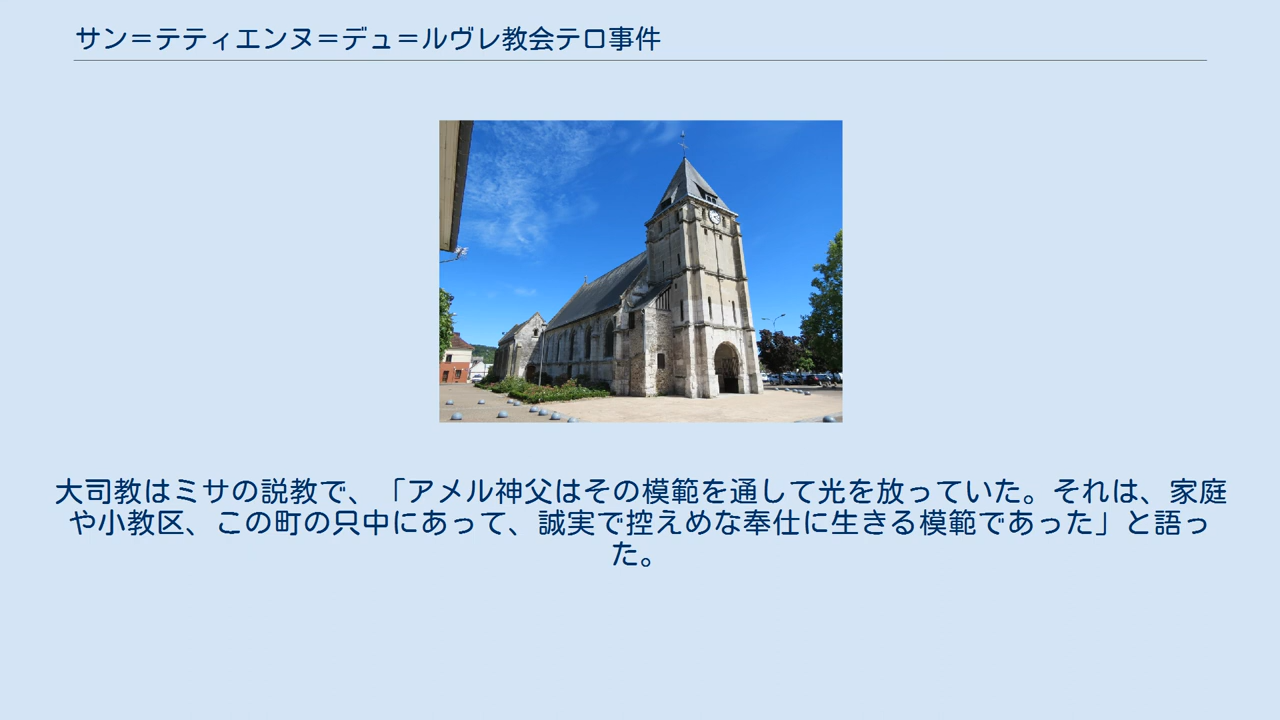 サン＝テティエンヌ＝デュ＝ルヴレ教会テロ事件
大司教はミサの説教で、「アメル神父はその模範を通して光を放っていた。それは、家庭
や小教区、この町の只中にあって、誠実で控えめな奉仕に生きる模範であった」と語っ
た。